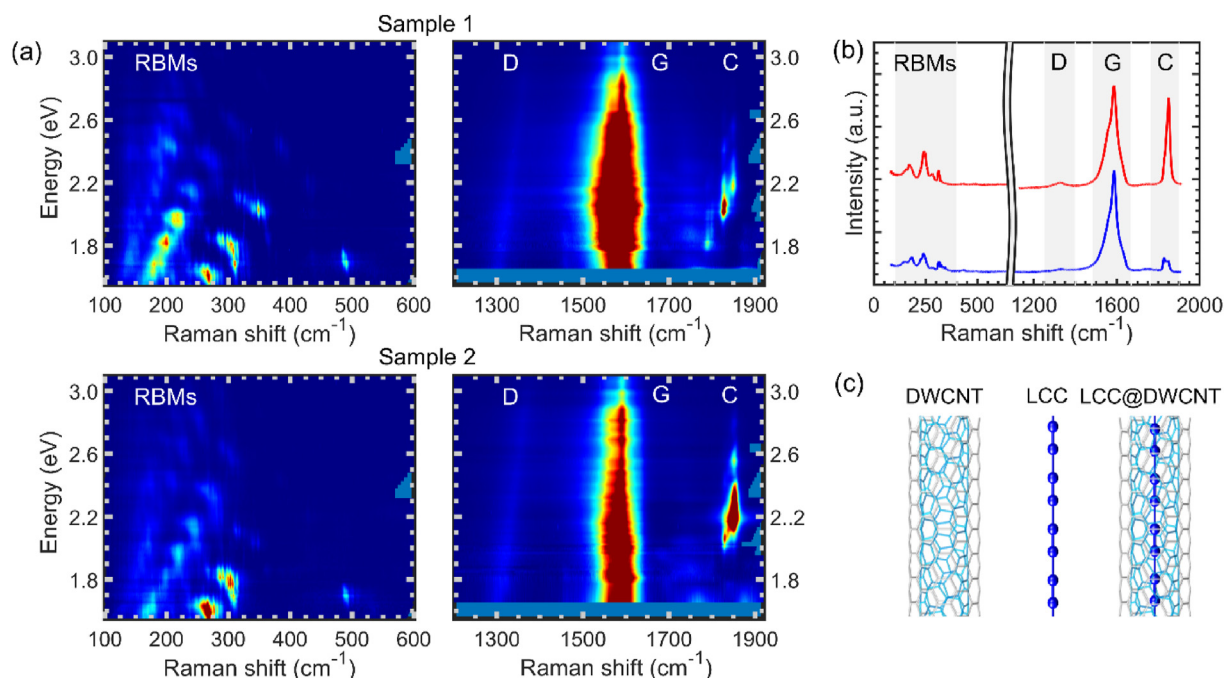 Sample 1
(a)
RBMs
D G C
3.1
2.6
2.2
1.8
Energy (eV)
3.0
2.6
2.2
1.8
100 200 300 400 500 600
1300 1500 1700 1900
Raman shift (cm⁻¹)
Raman shift (cm⁻¹)
Sample 2
RBMs
D G C
3.1
2.6
2.2
1.8
Energy (eV)
3.0
2.6
2.2
1.8
100 200 300 400 500 600
1300 1500 1700 1900
Raman shift (cm⁻¹)
Raman shift (cm⁻¹)
(b)
RBMs D G C
Intensity (a.u.)
0 250 500 1200 1600 2000
Raman shift (cm⁻¹)
(c)
DWCNT LCC LCC@DWCNT